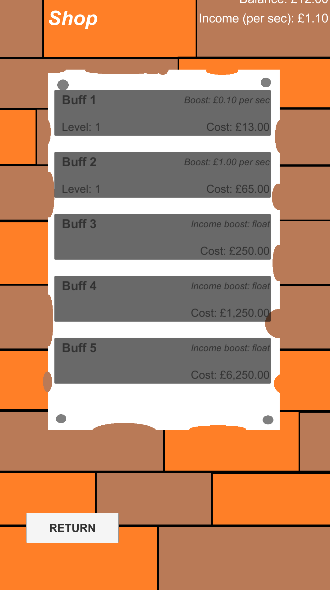 Balance: £12.00
Shop
Income (per sec): £1.10
Buff 1
Boost: £0.10 per sec
Level: 1
Cost: £13.00
Buff 2
Boost: £1.00 per sec
Level: 1
Cost: £65.00
Buff 3
Income boost: float
Cost: £250.00
Buff 4
Income boost: float
Cost: £1,250.00
Buff 5
Income boost: float
Cost: £6,250.00
RETURN